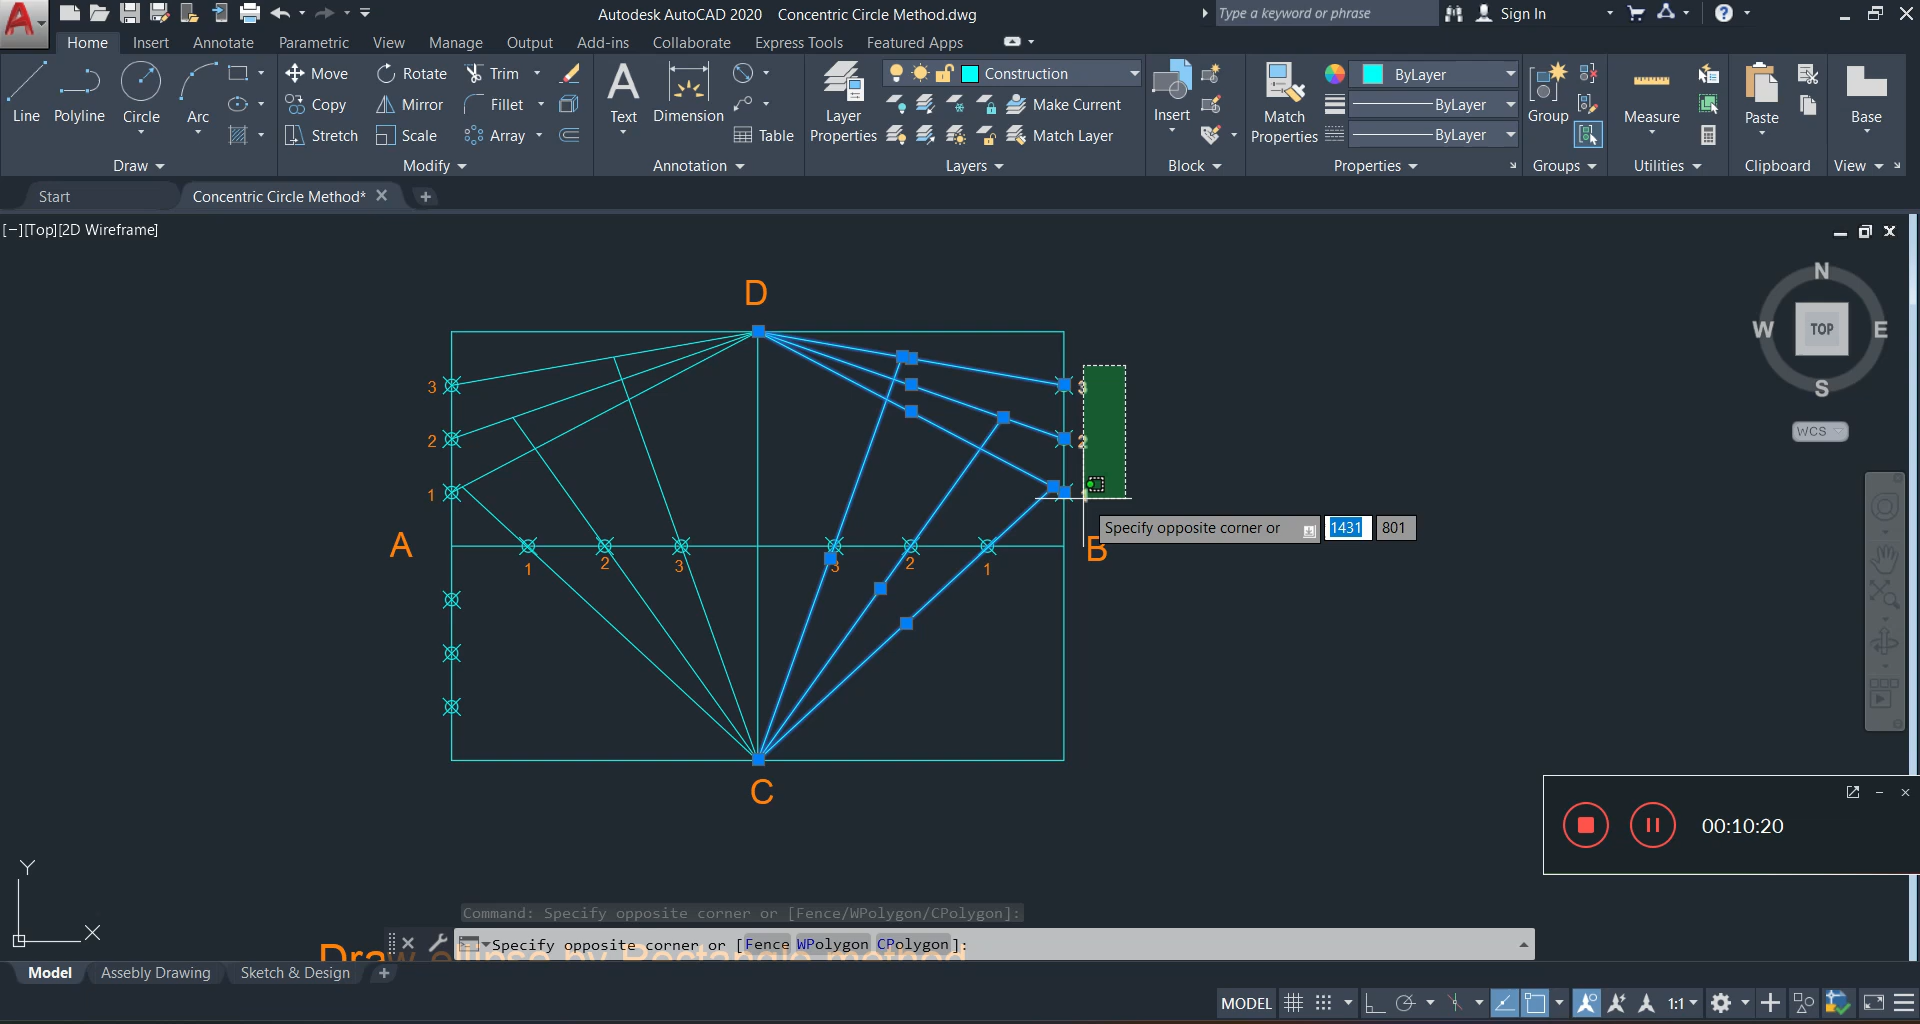 Autodesk AutoCAD 2020 Concentric Circle Method.dwg
Type a keyword or phrase
Sign In
Home Insert Annotate Parametric View Manage Output Add-ins Collaborate Express Tools Featured Apps
Line Polyline Circle Arc
Move Rotate Trim
Copy Mirror Fillet
Stretch Scale Array
Text Dimension Table
Layer Properties
Construction
Make Current
Match Layer
Insert
Match Properties
ByLayer
ByLayer
ByLayer
Group Measure Paste Base
Draw Modify Annotation Layers Block Properties Groups Utilities Clipboard View
Start Concentric Circle Method*
[−][Top][2D Wireframe]
N
W TOP E
S
WCS
D
3 3
2 2
1 1
A B
1 2 3 3 2 1
C
Specify opposite corner or 1431 801
00:10:20
Y
X
Command: Specify opposite corner or [Fence/WPolygon/CPolygon]:
Specify opposite corner or [Fence WPolygon CPolygon]:
Draw ellipse by Rectangle method
Model Assebly Drawing Sketch & Design
MODEL 1:1